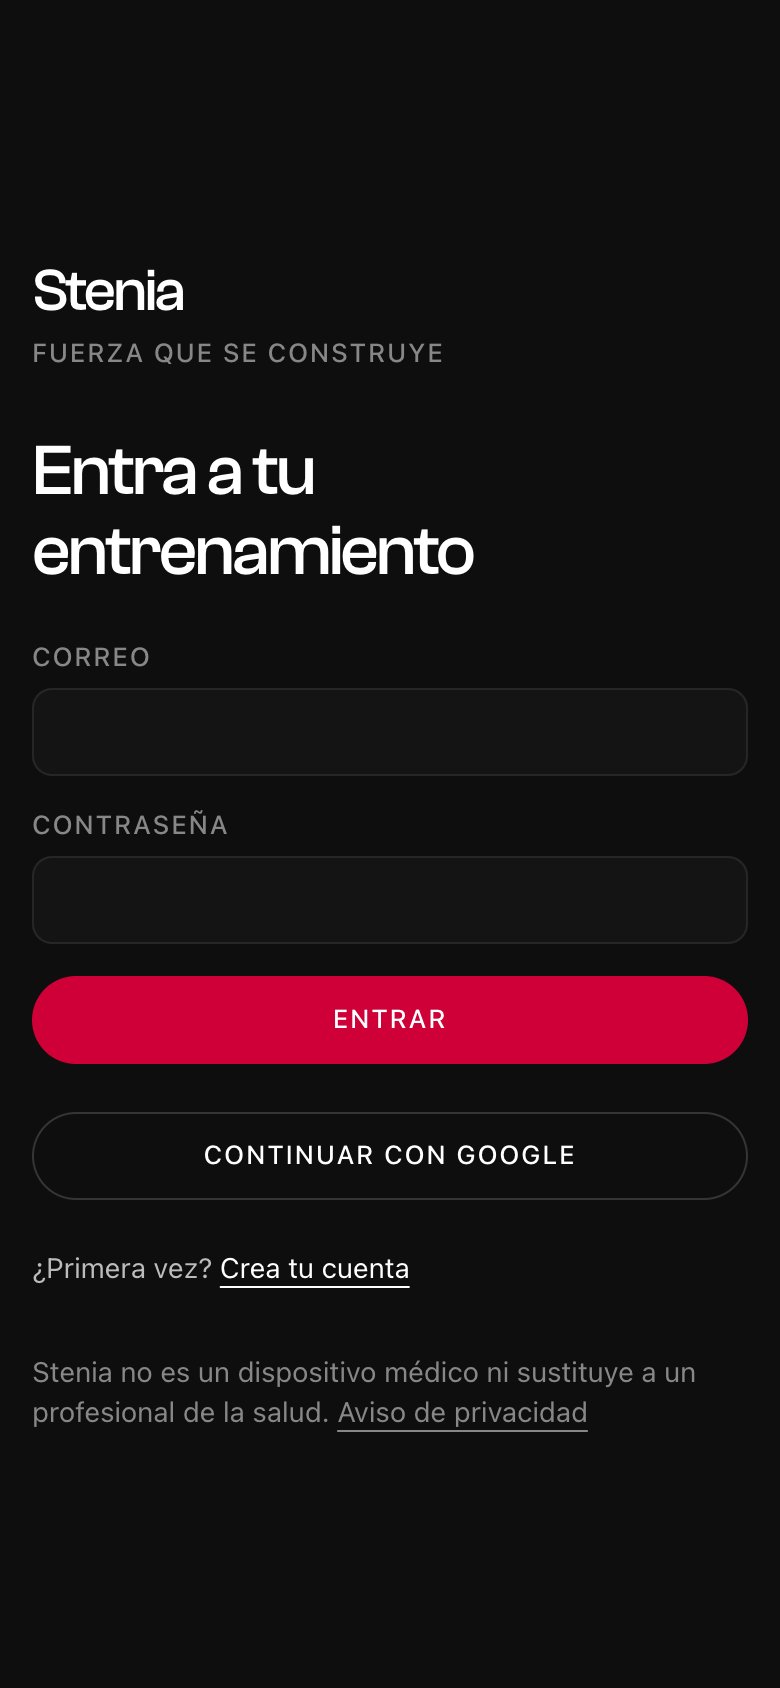 Stenia
FUERZA QUE SE CONSTRUYE
Entra a tu
entrenamiento
CORREO
CONTRASEÑA
ENTRAR
CONTINUAR CON GOOGLE
¿Primera vez? Crea tu cuenta
Stenia no es un dispositivo médico ni sustituye a un
profesional de la salud. Aviso de privacidad